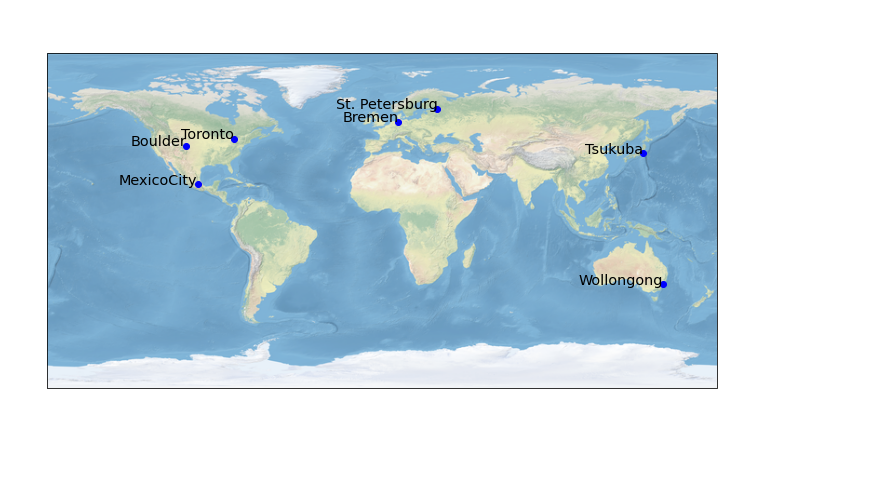 St. Petersburg
Bremen
Toronto
Boulder
Tsukuba
MexicoCity
Wollongong